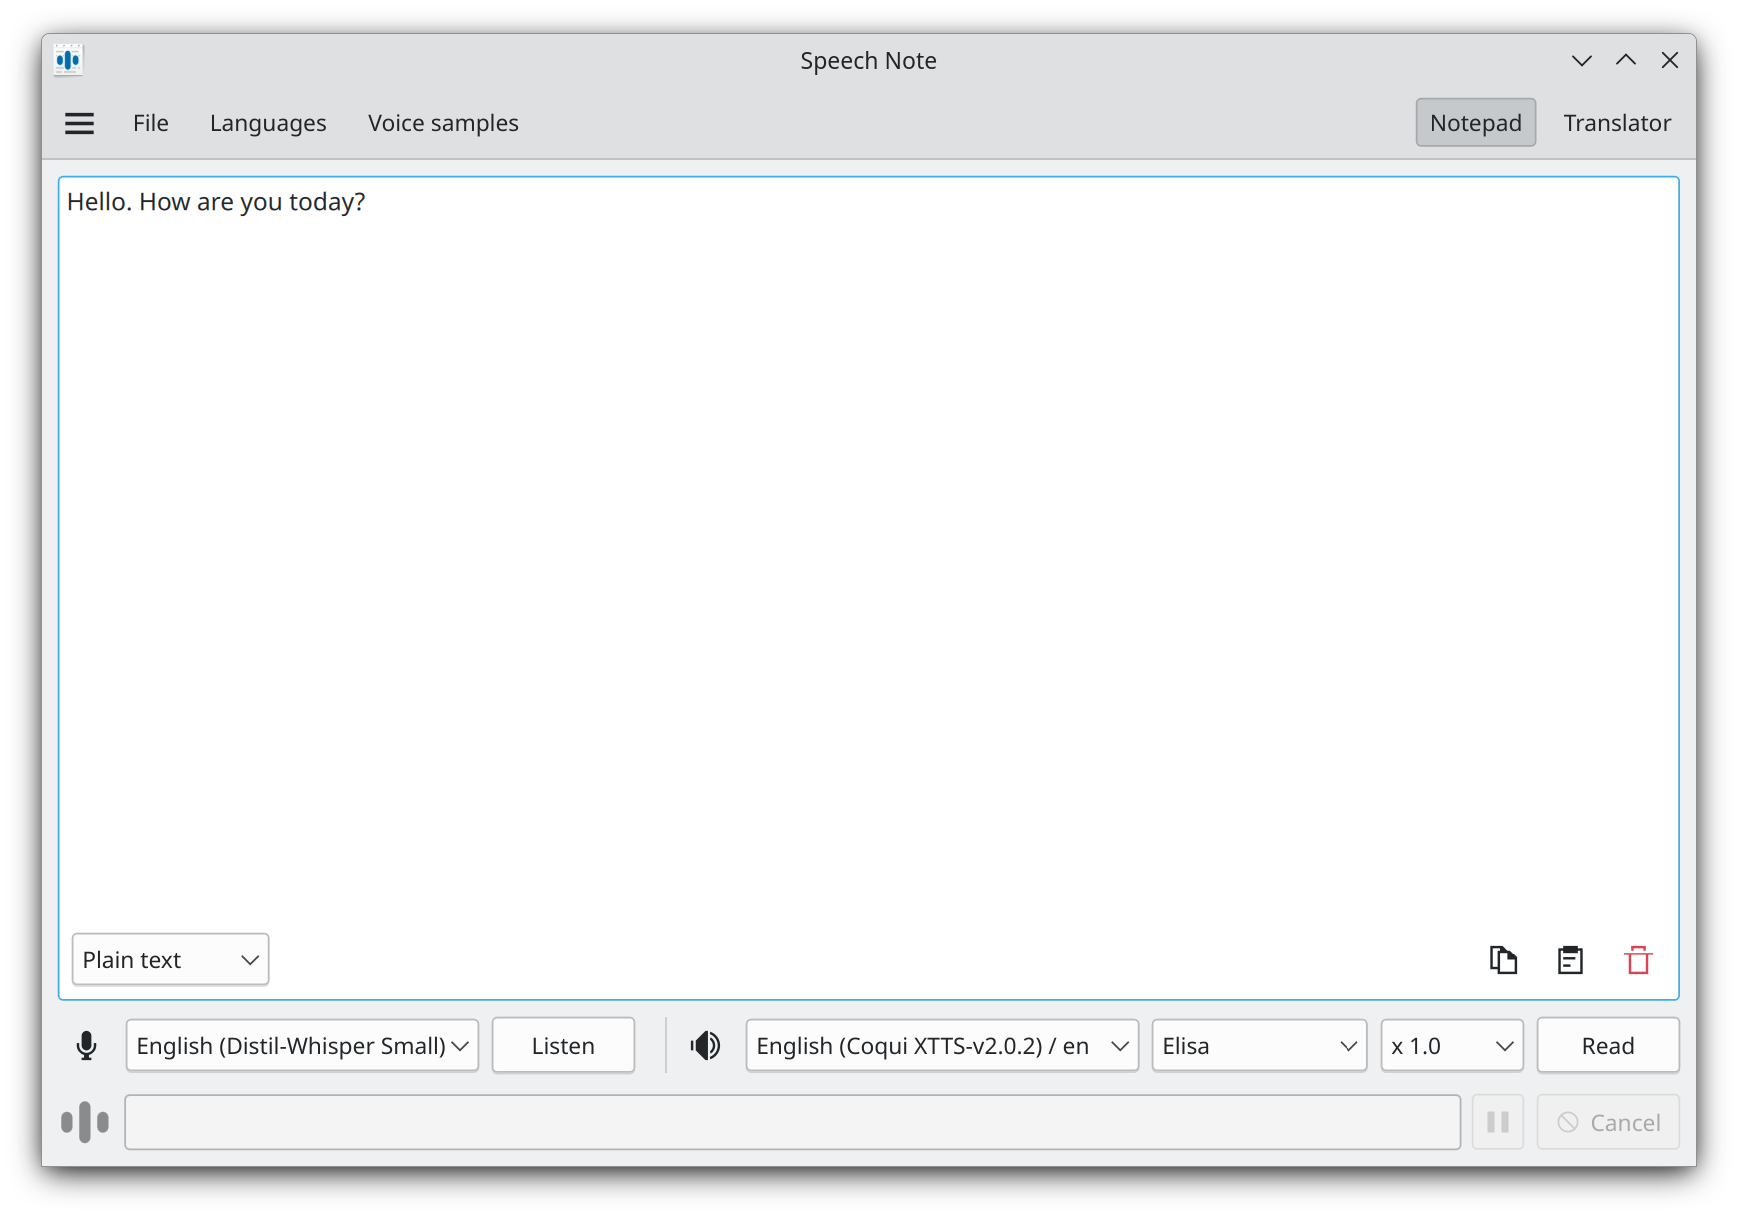 Speech Note
File Languages Voice samples Notepad Translator
Hello. How are you today?
Plain text
English (Distil-Whisper Small) Listen English (Coqui XTTS-v2.0.2) / en Elisa x 1.0 Read
Cancel